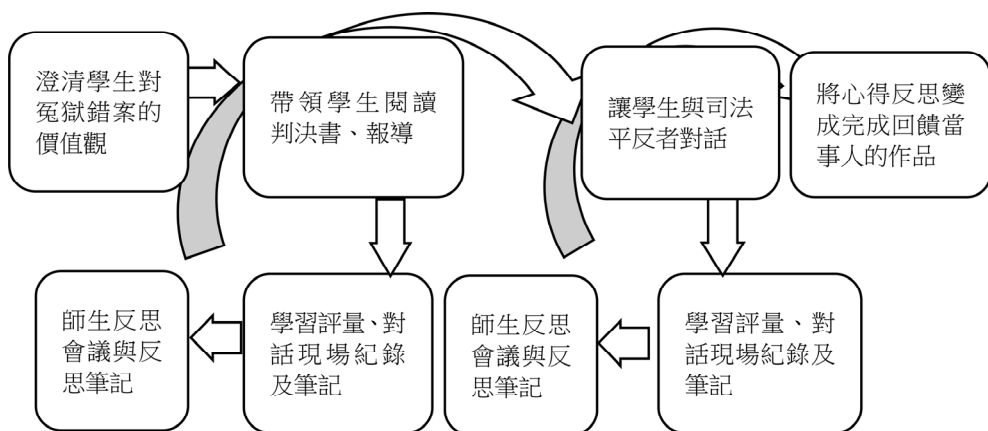 澄清學生對
冤獄錯案的
價值觀
帶領學生閱讀
判決書、報導
讓學生與司法
平反者對話
將心得反思變
成完成回饋當
事人的作品
師生反思
會議與反
思筆記
學習評量、對
話現場紀錄
及筆記
師生反思
會議與反
思筆記
學習評量、對
話現場紀錄及
筆記